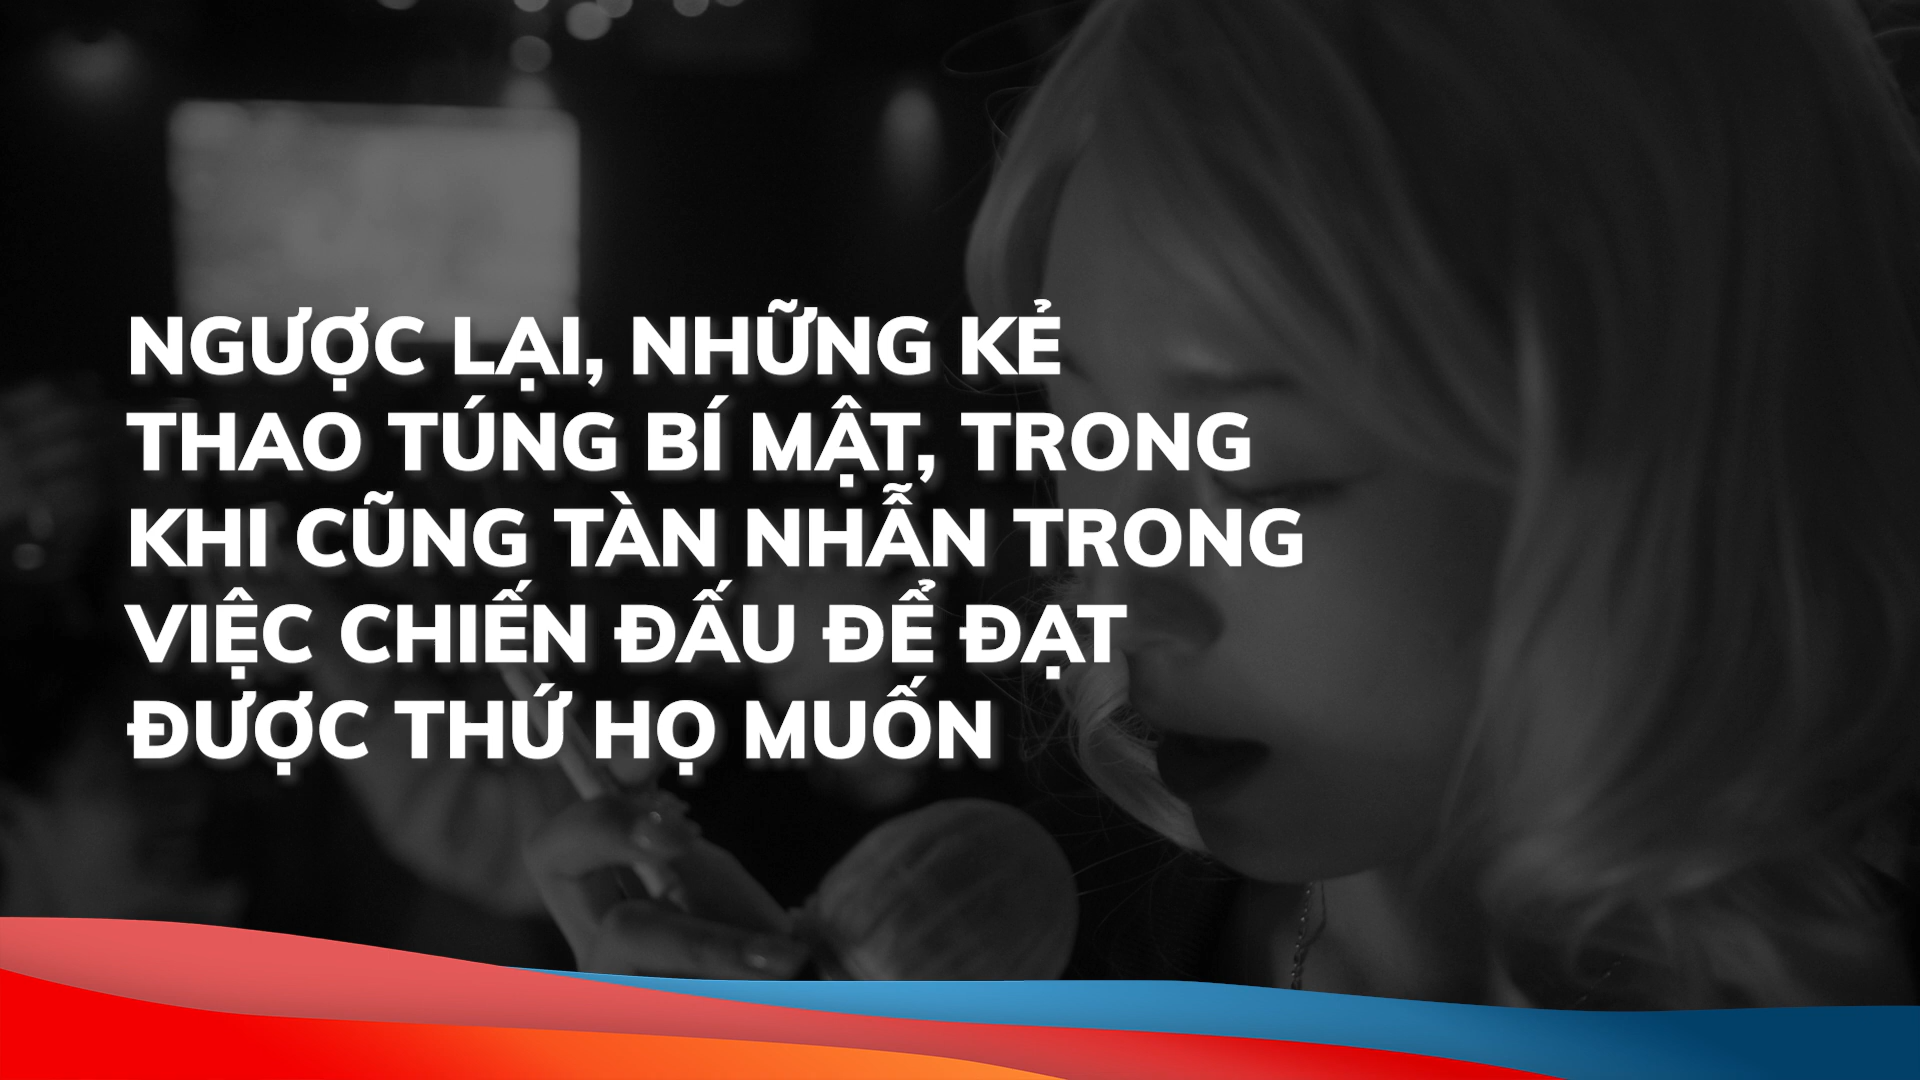 NGƯỢC LẠI, NHỮNG KẺ
THAO TÚNG BÍ MẬT, TRONG
KHI CŨNG TÀN NHẪN TRONG
VIỆC CHIẾN ĐẤU ĐỂ ĐẠT
ĐƯỢC THỨ HỌ MUỐN